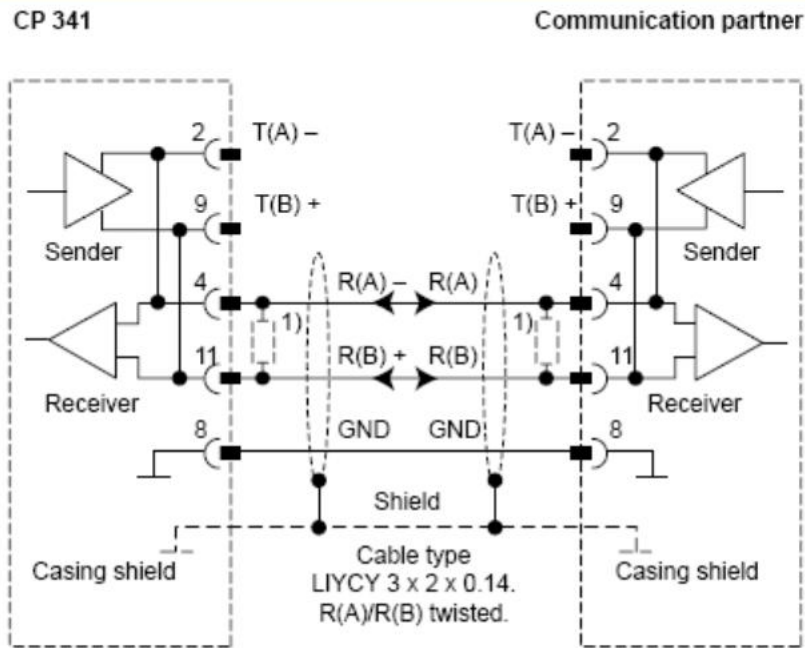 CP 341
Communication partner
2 T(A) – T(A) – 2
9 T(B) + T(B) + 9
Sender Sender
4 R(A) – R(A) 4
1) 1)
11 R(B) + R(B) 11
Receiver Receiver
8 GND GND 8
Shield
Casing shield Casing shield
Cable type
LIYCY 3 x 2 x 0.14.
R(A)/R(B) twisted.